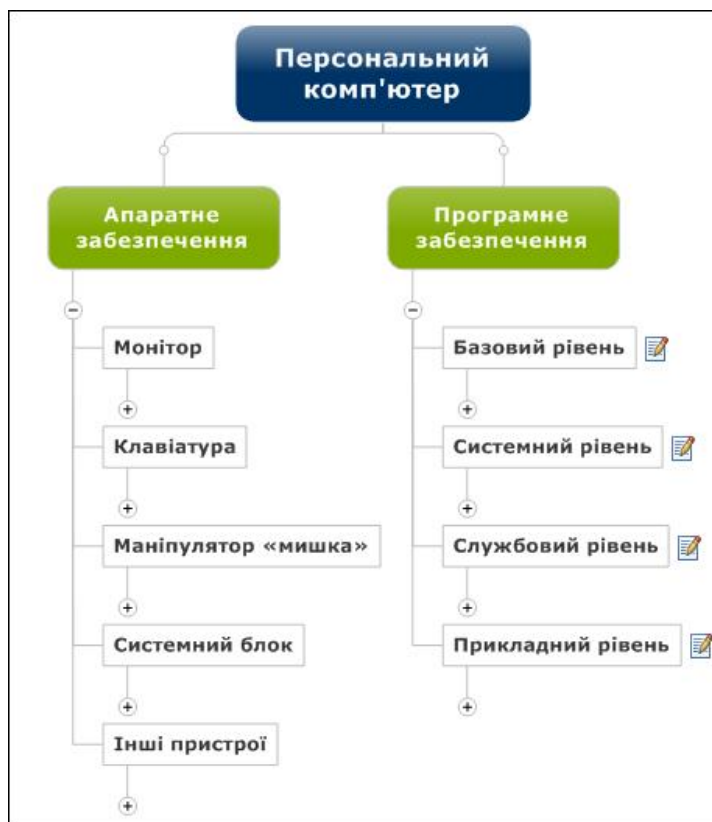 Персональний
комп'ютер
Апаратне
забезпечення
Монітор
Клавіатура
Маніпулятор «мишка»
Системний блок
Інші пристрої
Програмне
забезпечення
Базовий рівень
Системний рівень
Службовий рівень
Прикладний рівень